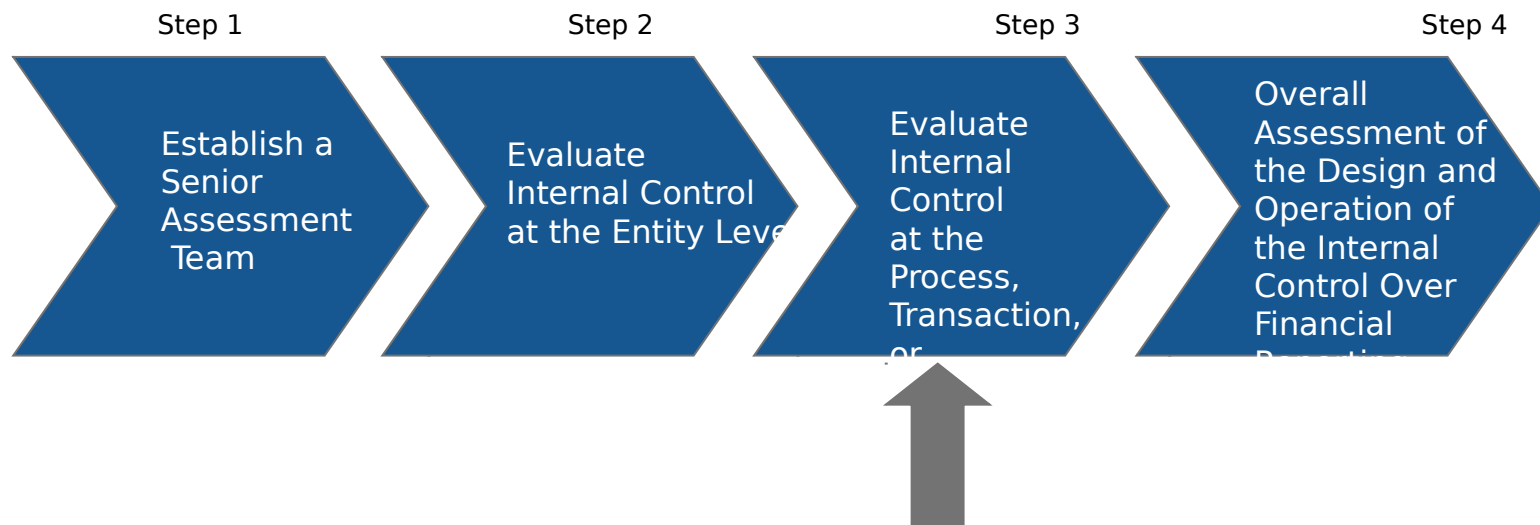 Step 1
Step 2
Step 3
Step 4
Establish a
Senior
Assessment
Team
Evaluate
Internal Control
at the Entity Leve
Evaluate
Internal
Control
at the
Process,
Transaction,
or
Overall
Assessment of
the Design and
Operation of
the Internal
Control Over
Financial
Reporting